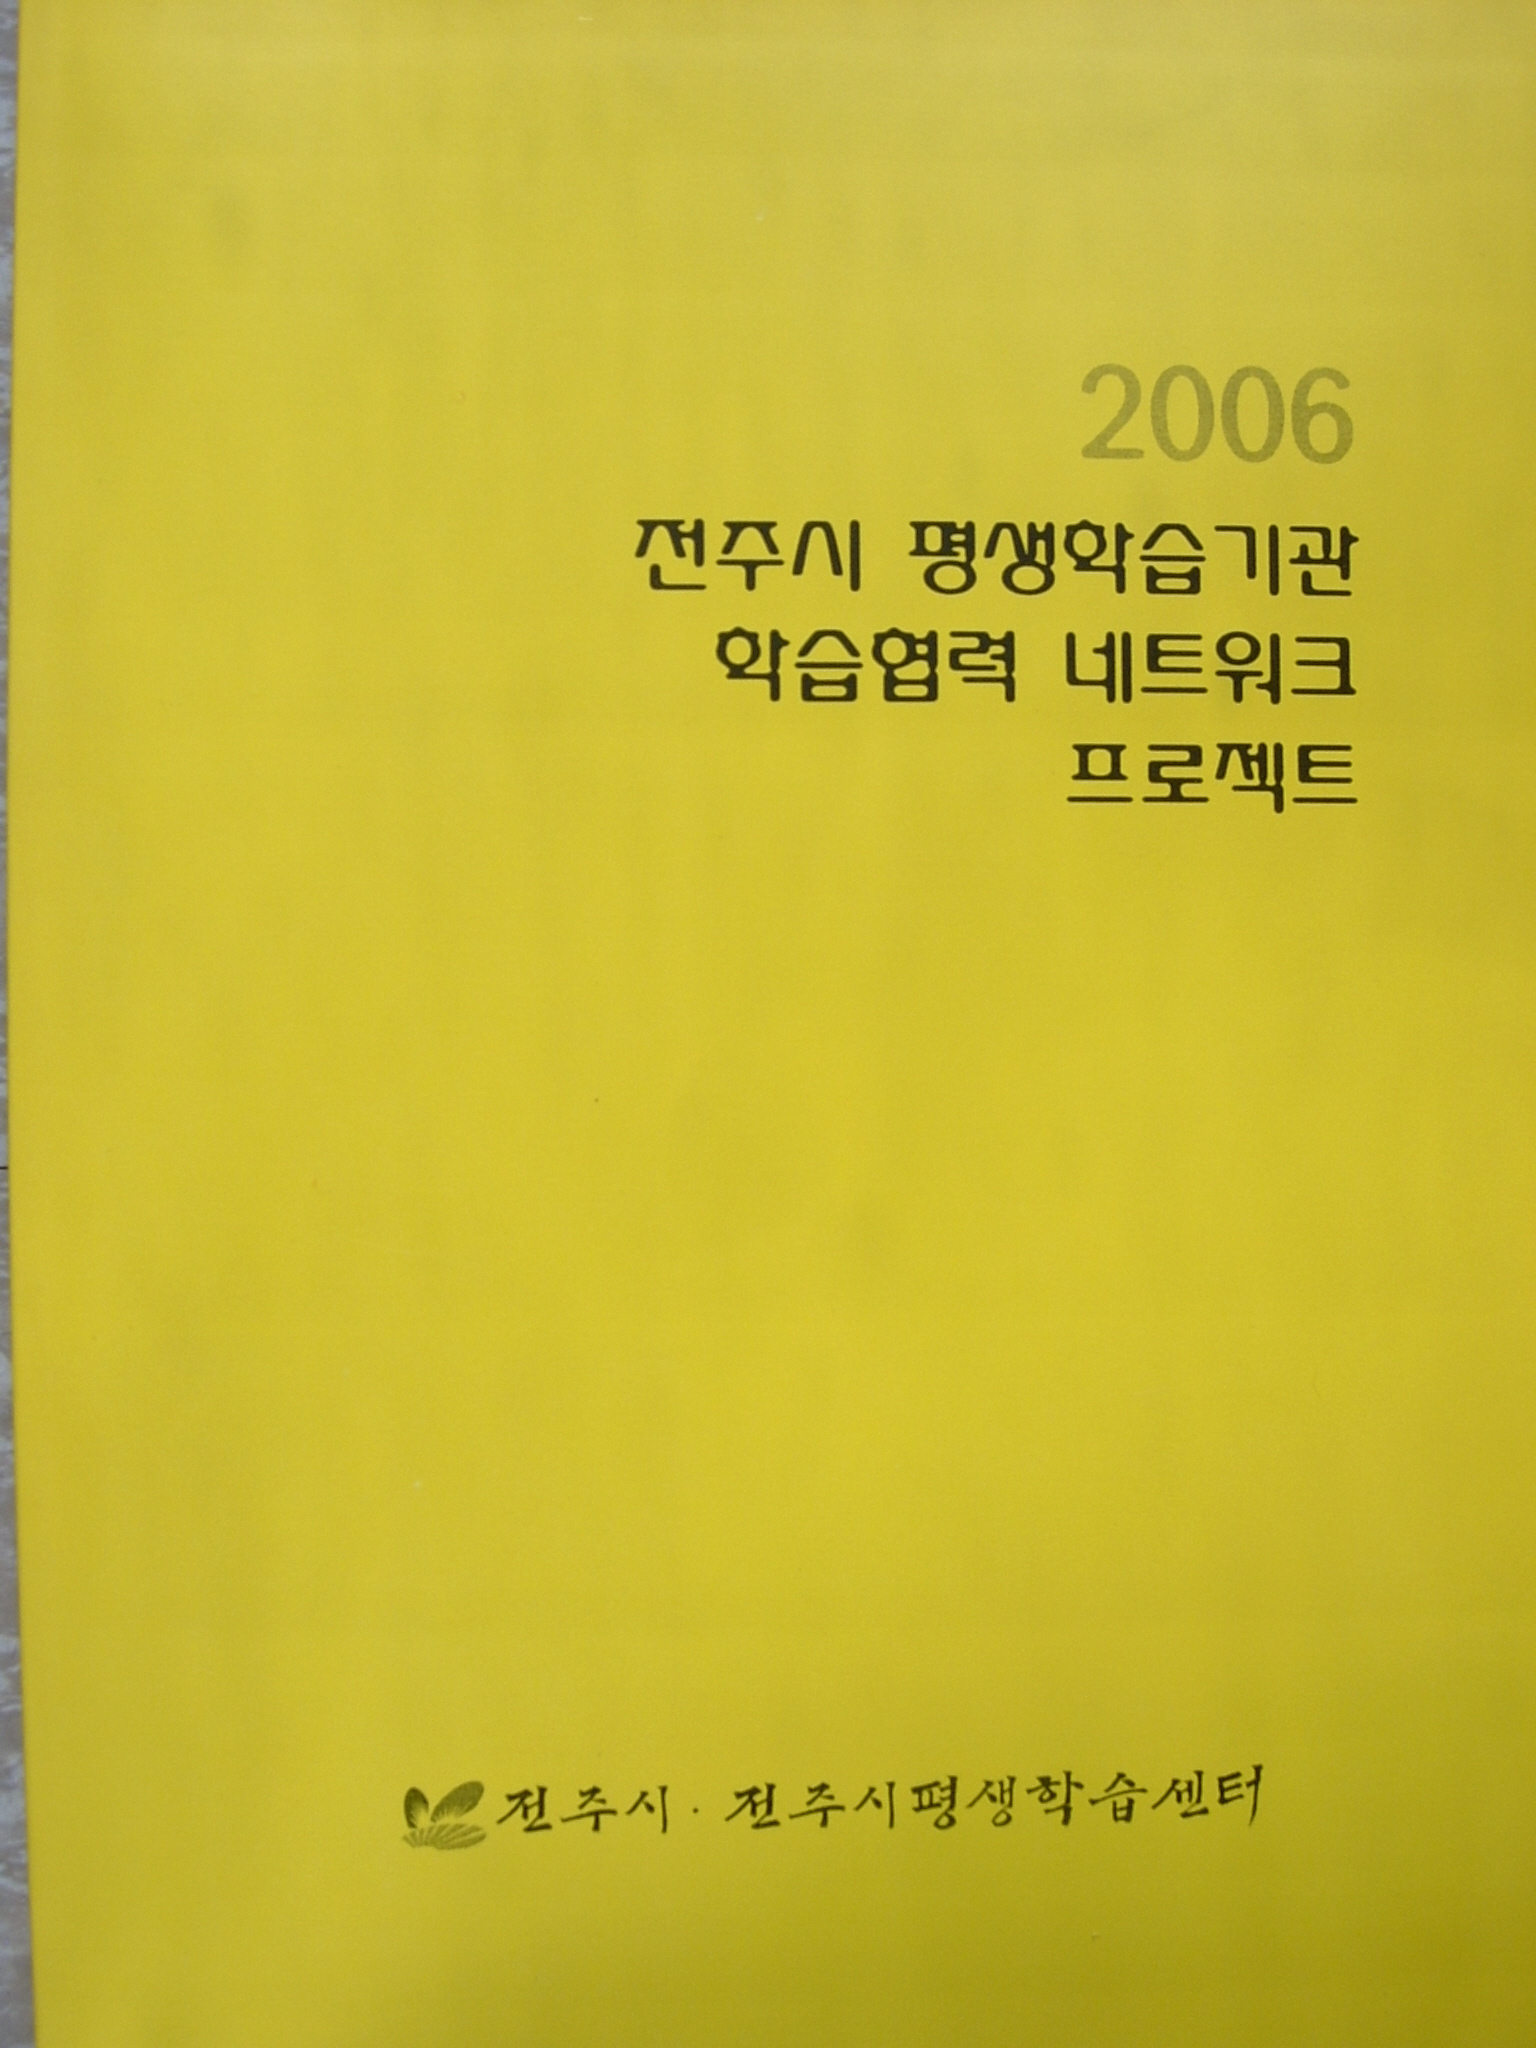 2006
전주시 평생학습기관
학습협력 네트워크
프로젝트
전주시 · 전주시평생학습센터